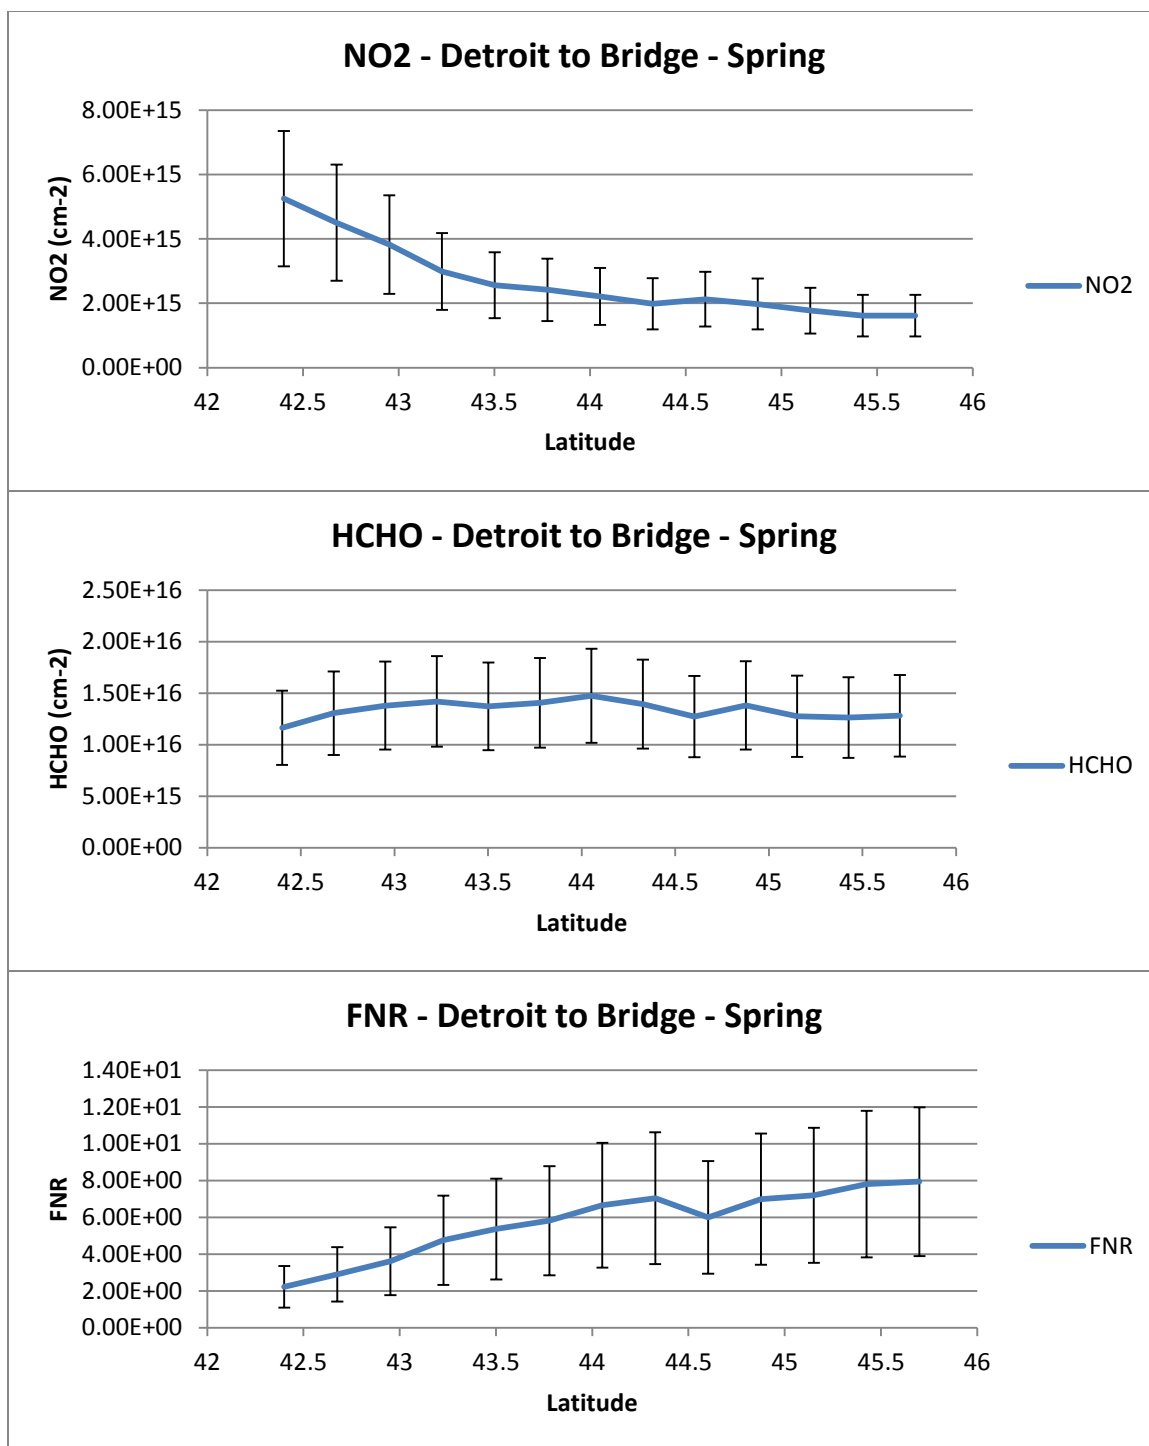 NO2 - Detroit to Bridge - Spring
8.00E+15
6.00E+15
4.00E+15
2.00E+15
0.00E+00
NO2 (cm-2)
42 42.5 43 43.5 44 44.5 45 45.5 46
Latitude
NO2
HCHO - Detroit to Bridge - Spring
2.50E+16
2.00E+16
1.50E+16
1.00E+16
5.00E+15
0.00E+00
HCHO (cm-2)
42 42.5 43 43.5 44 44.5 45 45.5 46
Latitude
HCHO
FNR - Detroit to Bridge - Spring
1.40E+01
1.20E+01
1.00E+01
8.00E+00
6.00E+00
4.00E+00
2.00E+00
0.00E+00
FNR
42 42.5 43 43.5 44 44.5 45 45.5 46
Latitude
FNR